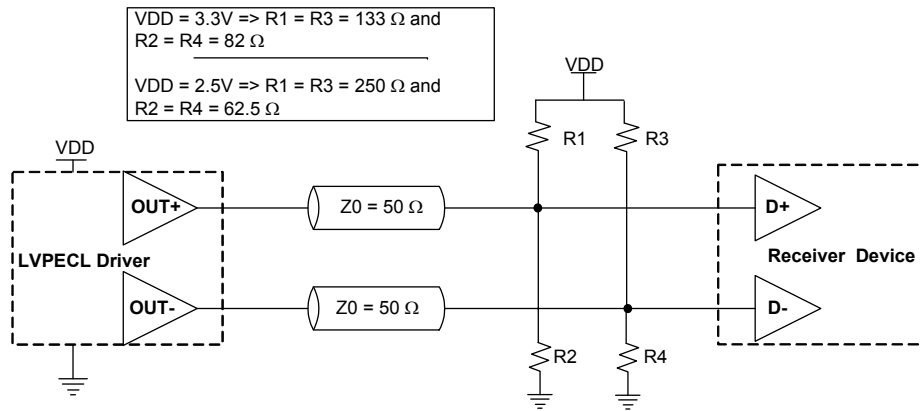 VDD = 3.3V => R1 = R3 = 133 Ω and
R2 = R4 = 82 Ω
VDD = 2.5V => R1 = R3 = 250 Ω and
R2 = R4 = 62.5 Ω
VDD
VDD
R1
R3
OUT+
Z0 = 50 Ω
D+
LVPECL Driver
Receiver Device
OUT-
Z0 = 50 Ω
D-
R2
R4